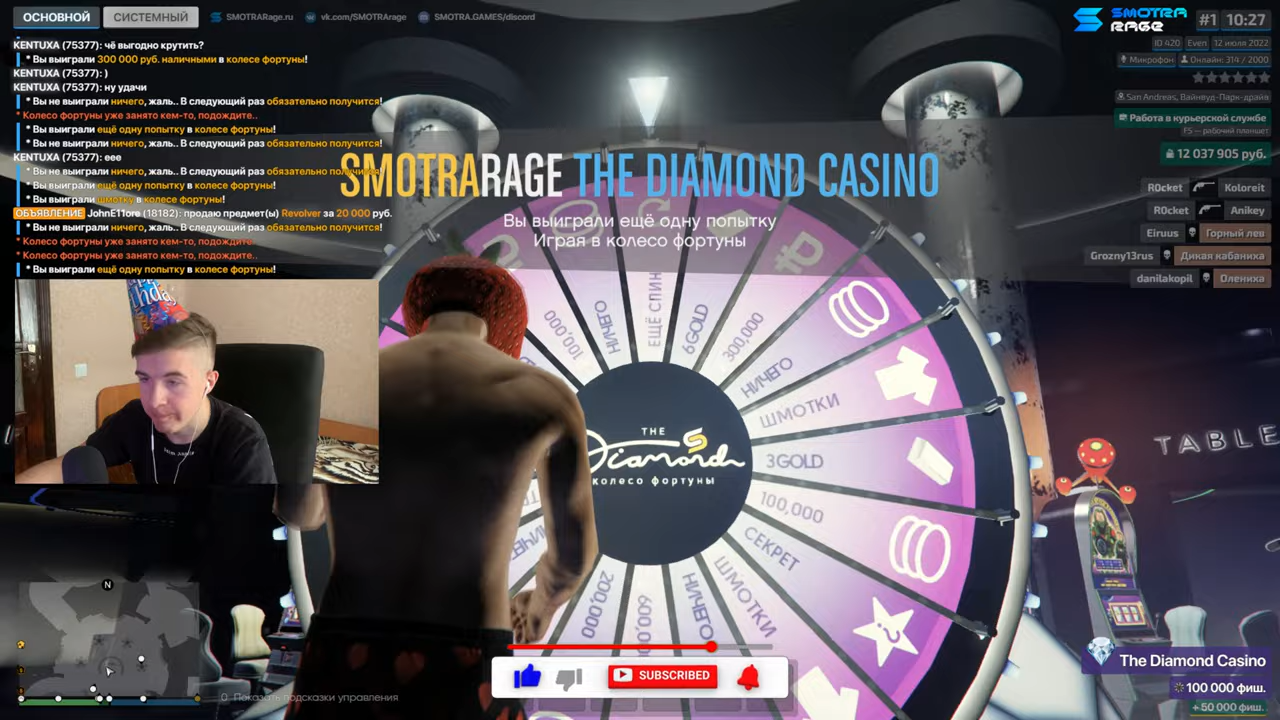 ОСНОВНОЙ
СИСТЕМНЫЙ
SMOTRARage.ru
vk.com/SMOTRArage
SMOTRA.GAMES/discord
KENTUXA (75377): чё выгодно крутить?
* Вы выиграли 300 000 руб. наличными в колесе фортуны!
KENTUXA (75377): )
KENTUXA (75377): ну удачи
* Вы не выиграли ничего, жаль.. В следующий раз обязательно получится!
* Колесо фортуны уже занято кем-то, подождите..
* Вы выиграли ещё одну попытку в колесе фортуны!
* Вы не выиграли ничего, жаль.. В следующий раз обязательно получится!
KENTUXA (75377): еее
* Вы не выиграли ничего, жаль.. В следующий раз обязательно получится!
* Вы выиграли ещё одну попытку в колесе фортуны!
* Вы выиграли шмотку в колесе фортуны!
ОБЪЯВЛЕНИЕ JohnE11ore (18182): продаю предмет(ы) Revolver за 20 000 руб.
* Вы не выиграли ничего, жаль.. В следующий раз обязательно получится!
* Колесо фортуны уже занято кем-то, подождите..
* Колесо фортуны уже занято кем-то, подождите..
* Вы выиграли ещё одну попытку в колесе фортуны!
SMOTRARAGE THE DIAMOND CASINO
Вы выиграли ещё одну попытку
Играя в колесо фортуны
SMOTRA
RAGE
#1 10:27
ID 420 Even 12 июля 2022
Микрофон Онлайн: 314 / 2000
San Andreas, Вайнвуд-Парк-драйв
Работа в курьерской службе
F5 — рабочий планшет
12 037 905 руб.
R0cket Koloreit
R0cket Anikey
Eiruus Горный лев
Grozny13rus Дикая кабаниха
danilakopil Олениха
100,000
НИЧЕГО
ЕЩЁ СПИН
6GOLD
300,000
НИЧЕГО
ШМОТКИ
3GOLD
100,000
СЕКРЕТ
ШМОТКИ
НИЧЕГО
600,0
200,000
НИЧЕГО
THE
Diamond
колесо фортуны
TABLE
N
0: Показать подсказки управления
SUBSCRIBED
The Diamond Casino
100 000 фиш.
+ 50 000 фиш.